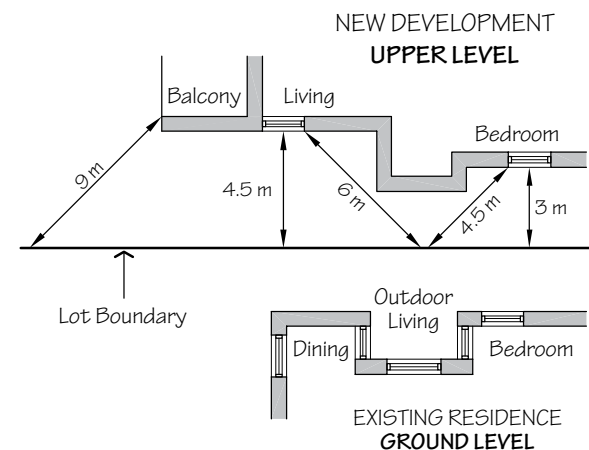 NEW DEVELOPMENT
UPPER LEVEL
Balcony
Living
Bedroom
9 m
4.5 m
6 m
4.5 m
3 m
Lot Boundary
Outdoor
Living
Dining
Bedroom
EXISTING RESIDENCE
GROUND LEVEL